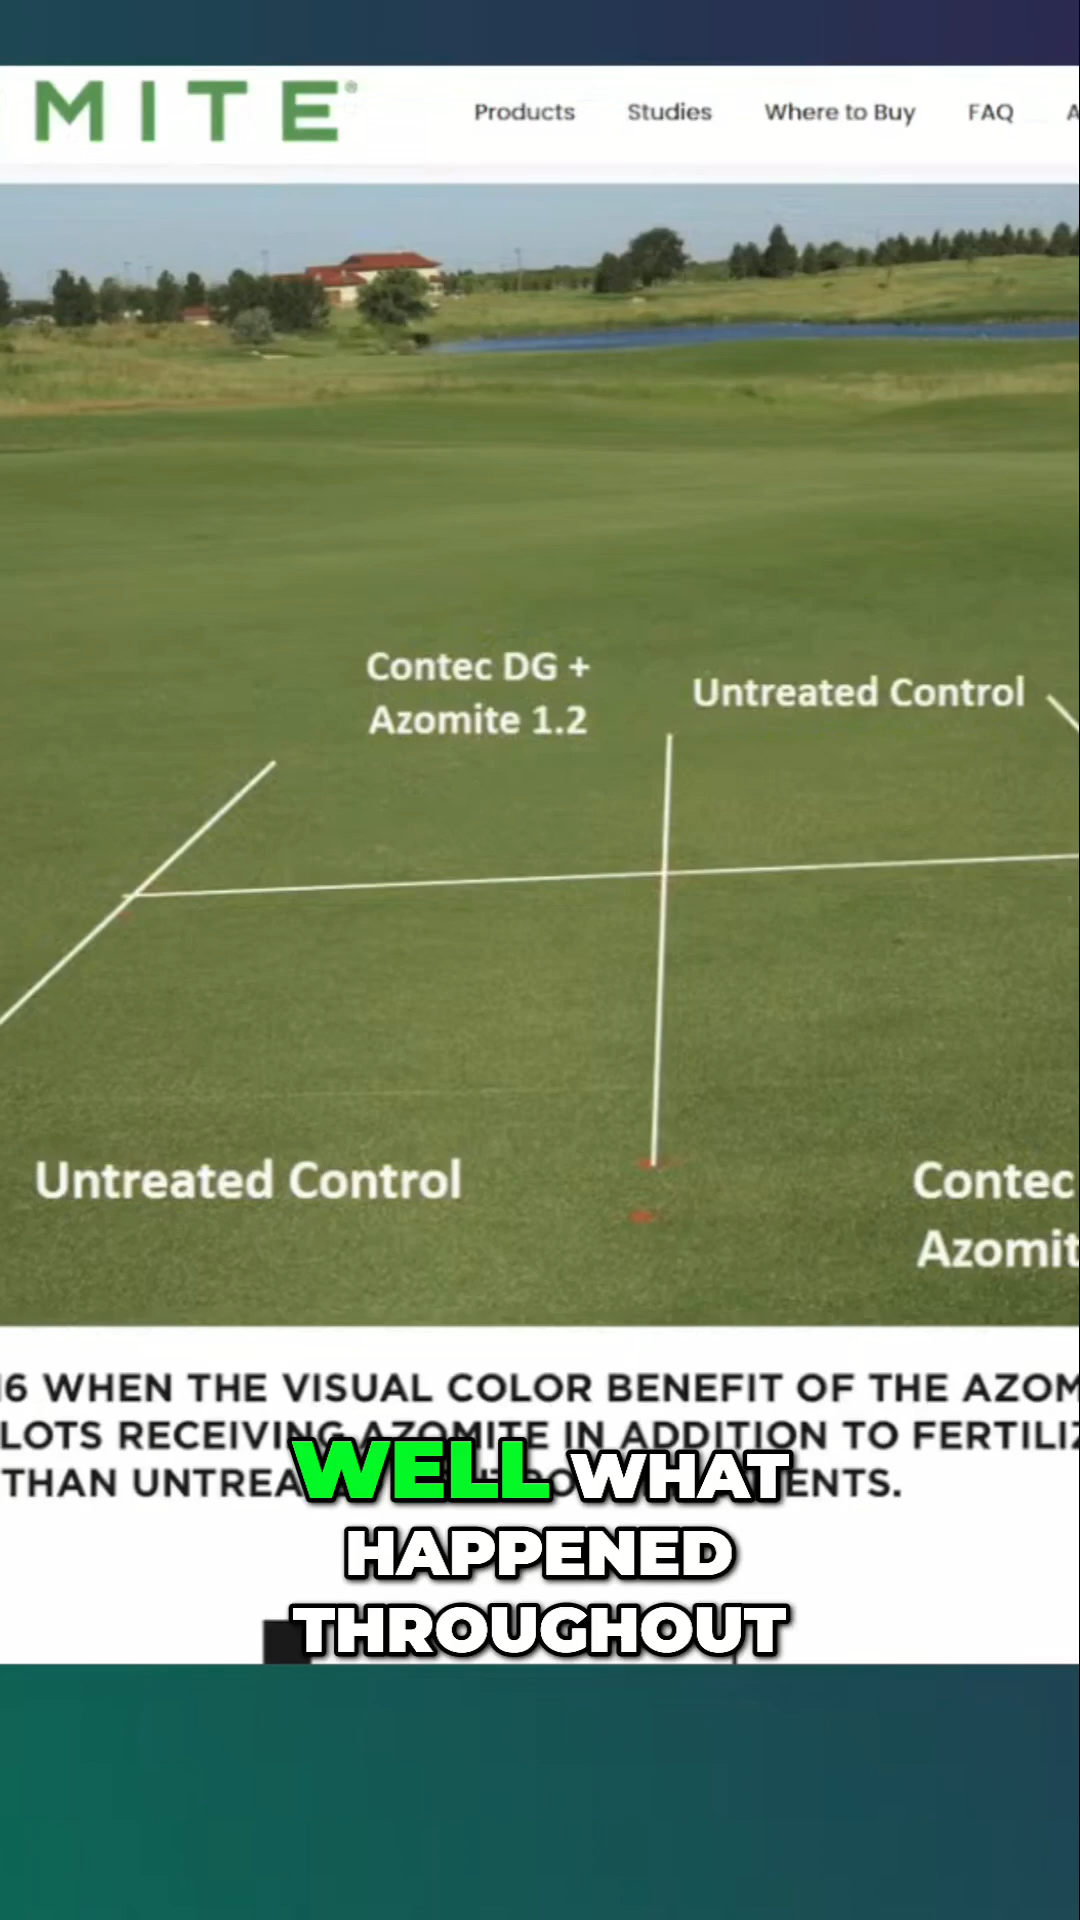 MITE®
Products Studies Where to Buy FAQ A
Contec DG +
Azomite 1.2
Untreated Control
Untreated Control
Contec
Azomit
16 WHEN THE VISUAL COLOR BENEFIT OF THE AZOM
LOTS RECEIVING AZOMITE IN ADDITION TO FERTILIZ
THAN UNTREA ENTS.
WELL WHAT
HAPPENED
THROUGHOUT